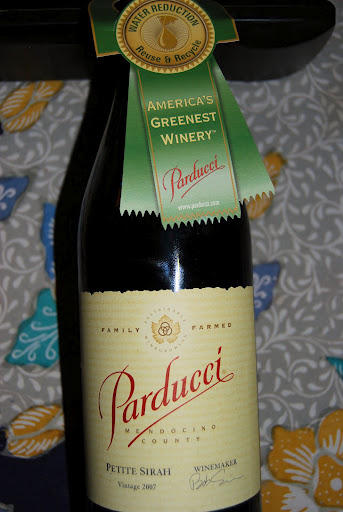 WATER REDUCTION
Reuse & Recycle
AMERICA'S
GREENEST
WINERY™
Parducci
www.parducci.com
FAMILY FARMED
Parducci
MENDOCINO
COUNTY
PETITE SIRAH WINEMAKER
Vintage 2007